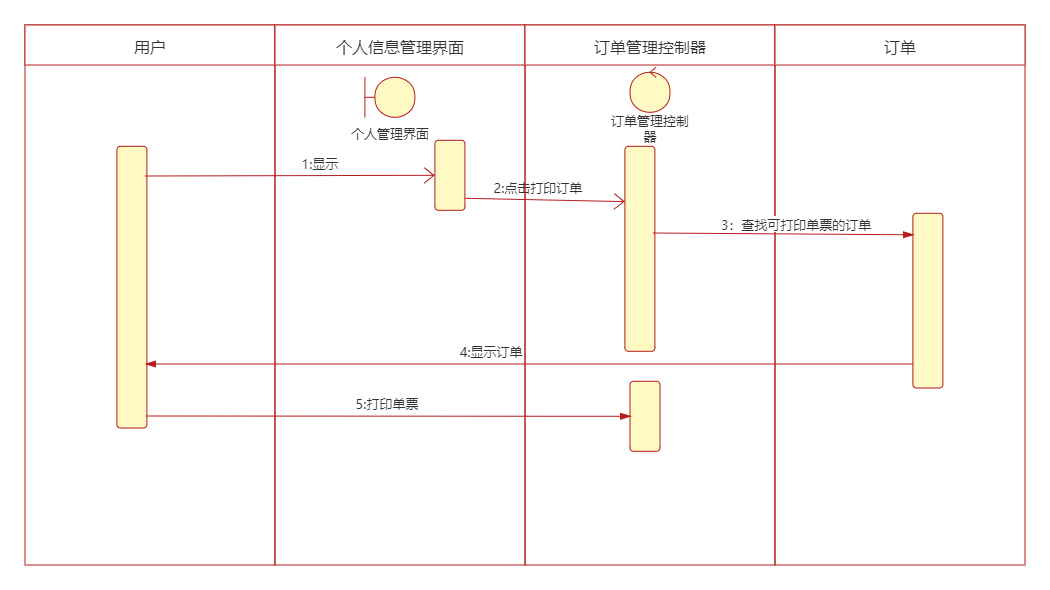 用户
个人信息管理界面
订单管理控制器
订单
个人管理界面
订单管理控制
器
1:显示
2:点击打印订单
3：查找可打印单票的订单
4:显示订单
5:打印单票